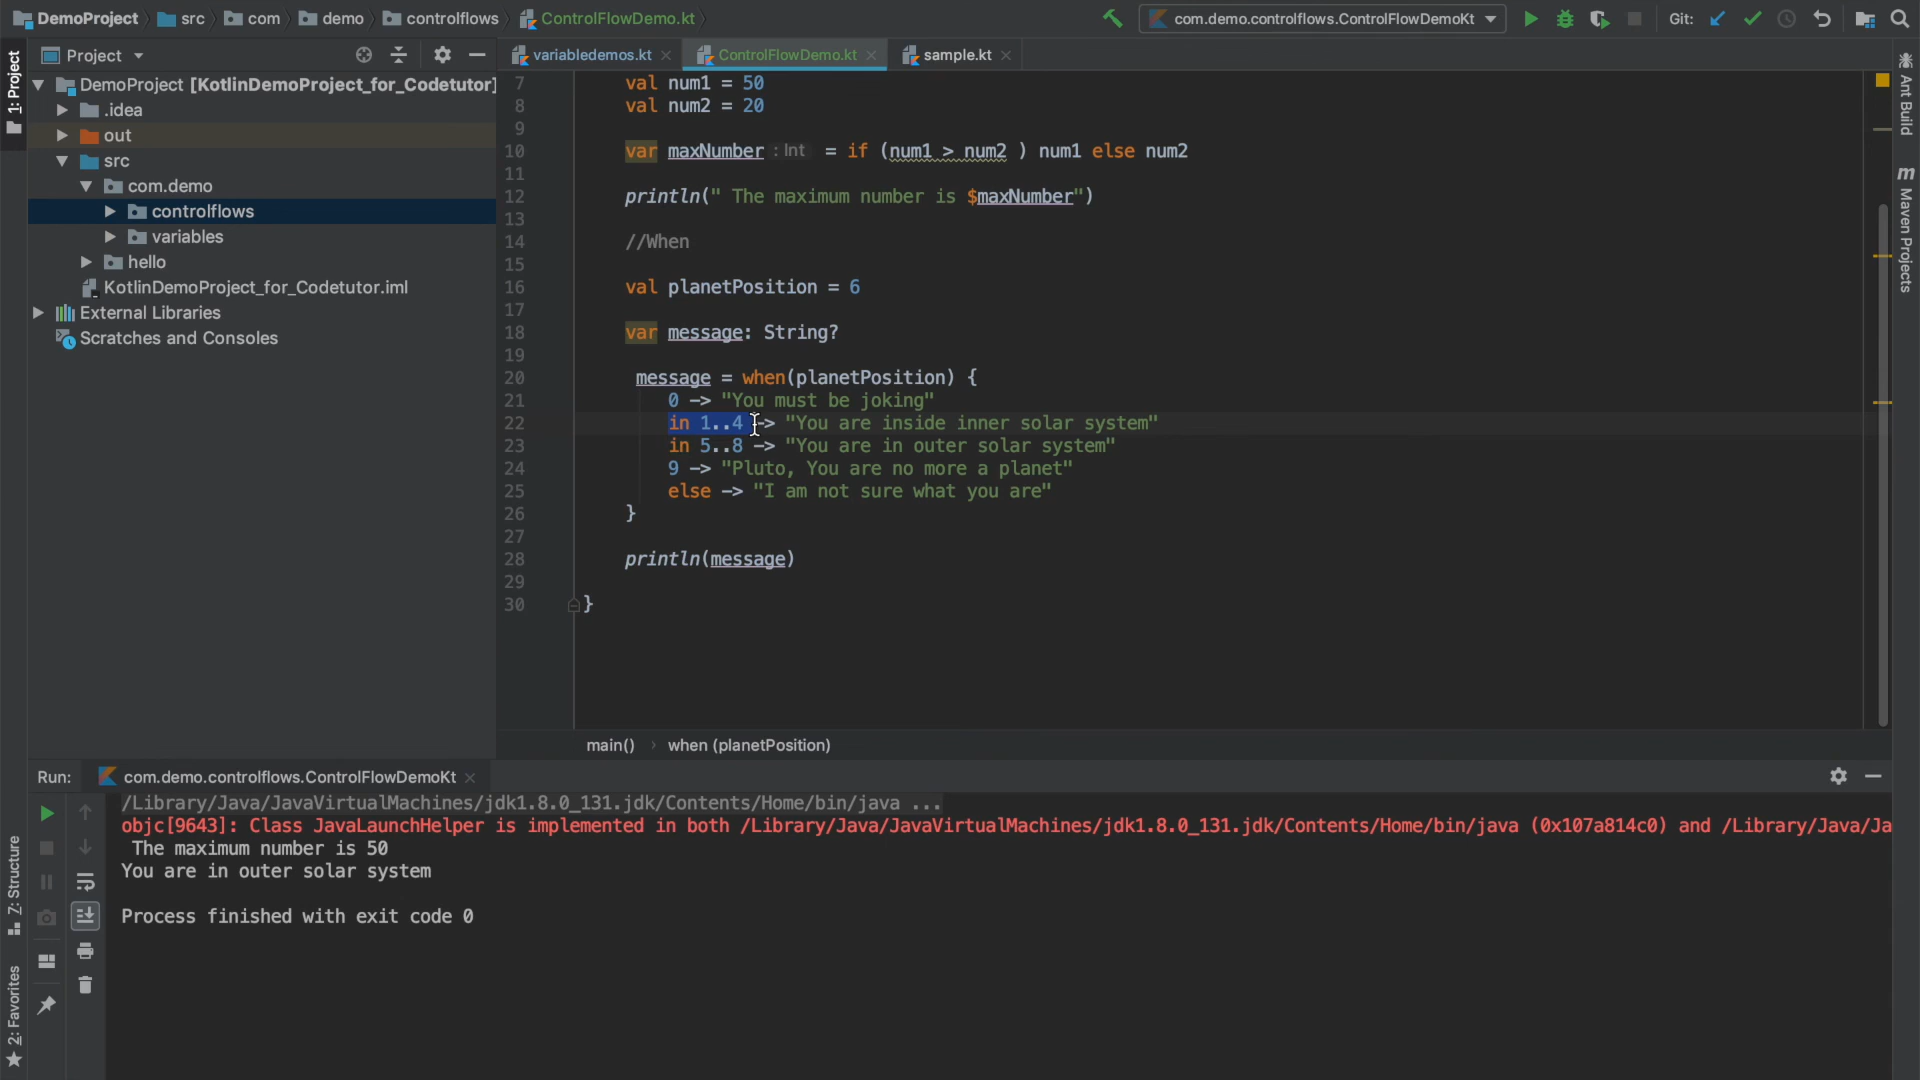 DemoProject src com demo controlflows ControlFlowDemo.kt
com.demo.controlflows.ControlFlowDemoKt
Git:
1: Project
Project
variabledemos.kt
ControlFlowDemo.kt
sample.kt
DemoProject [KotlinDemoProject_for_Codetutor]
.idea
out
src
com.demo
controlflows
variables
hello
KotlinDemoProject_for_Codetutor.iml
External Libraries
Scratches and Consoles
7 val num1 = 50
8 val num2 = 20
9
10 var maxNumber : Int = if (num1 > num2 ) num1 else num2
11
12 println(" The maximum number is $maxNumber")
13
14 //When
15
16 val planetPosition = 6
17
18 var message: String?
19
20 message = when(planetPosition) {
21 0 -> "You must be joking"
22 in 1..4 -> "You are inside inner solar system"
23 in 5..8 -> "You are in outer solar system"
24 9 -> "Pluto, You are no more a planet"
25 else -> "I am not sure what you are"
26 }
27
28 println(message)
29
30 }
main() when (planetPosition)
Ant Build
m Maven Projects
Run: com.demo.controlflows.ControlFlowDemoKt
/Library/Java/JavaVirtualMachines/jdk1.8.0_131.jdk/Contents/Home/bin/java ...
objc[9643]: Class JavaLaunchHelper is implemented in both /Library/Java/JavaVirtualMachines/jdk1.8.0_131.jdk/Contents/Home/bin/java (0x107a814c0) and /Library/Java/Ja
The maximum number is 50
You are in outer solar system
Process finished with exit code 0
Z: Structure
2: Favorites